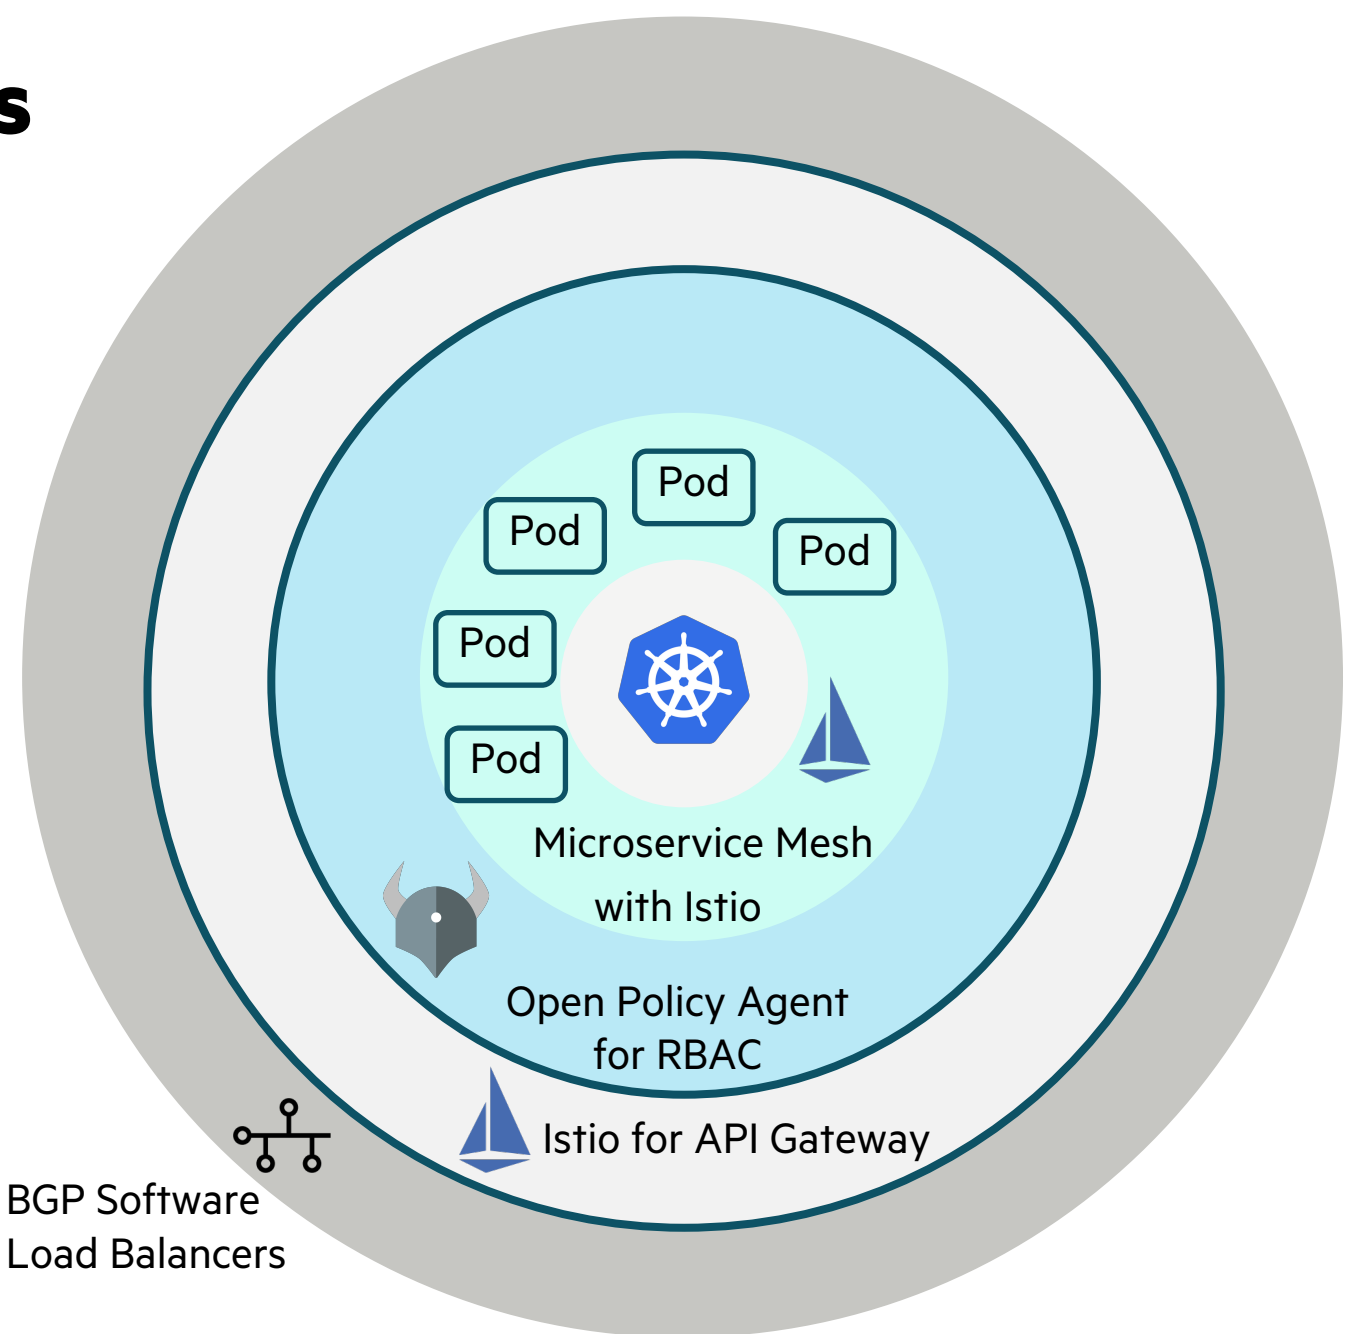 s
Pod
Pod
Pod
Pod
Pod
Microservice Mesh
with Istio
Open Policy Agent
for RBAC
Istio for API Gateway
BGP Software
Load Balancers